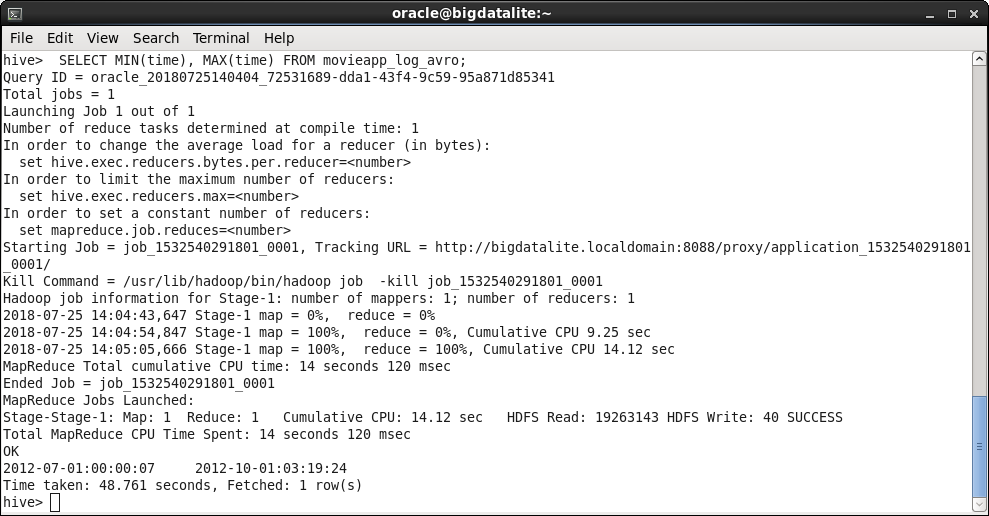 oracle@bigdatalite:~
File Edit View Search Terminal Help
hive>  SELECT MIN(time), MAX(time) FROM movieapp_log_avro;
Query ID = oracle_20180725140404_72531689-dda1-43f4-9c59-95a871d85341
Total jobs = 1
Launching Job 1 out of 1
Number of reduce tasks determined at compile time: 1
In order to change the average load for a reducer (in bytes):
  set hive.exec.reducers.bytes.per.reducer=<number>
In order to limit the maximum number of reducers:
  set hive.exec.reducers.max=<number>
In order to set a constant number of reducers:
  set mapreduce.job.reduces=<number>
Starting Job = job_1532540291801_0001, Tracking URL = http://bigdatalite.localdomain:8088/proxy/application_1532540291801
_0001/
Kill Command = /usr/lib/hadoop/bin/hadoop job  -kill job_1532540291801_0001
Hadoop job information for Stage-1: number of mappers: 1; number of reducers: 1
2018-07-25 14:04:43,647 Stage-1 map = 0%,  reduce = 0%
2018-07-25 14:04:54,847 Stage-1 map = 100%,  reduce = 0%, Cumulative CPU 9.25 sec
2018-07-25 14:05:05,666 Stage-1 map = 100%,  reduce = 100%, Cumulative CPU 14.12 sec
MapReduce Total cumulative CPU time: 14 seconds 120 msec
Ended Job = job_1532540291801_0001
MapReduce Jobs Launched:
Stage-Stage-1: Map: 1  Reduce: 1   Cumulative CPU: 14.12 sec   HDFS Read: 19263143 HDFS Write: 40 SUCCESS
Total MapReduce CPU Time Spent: 14 seconds 120 msec
OK
2012-07-01:00:00:07     2012-10-01:03:19:24
Time taken: 48.761 seconds, Fetched: 1 row(s)
hive>